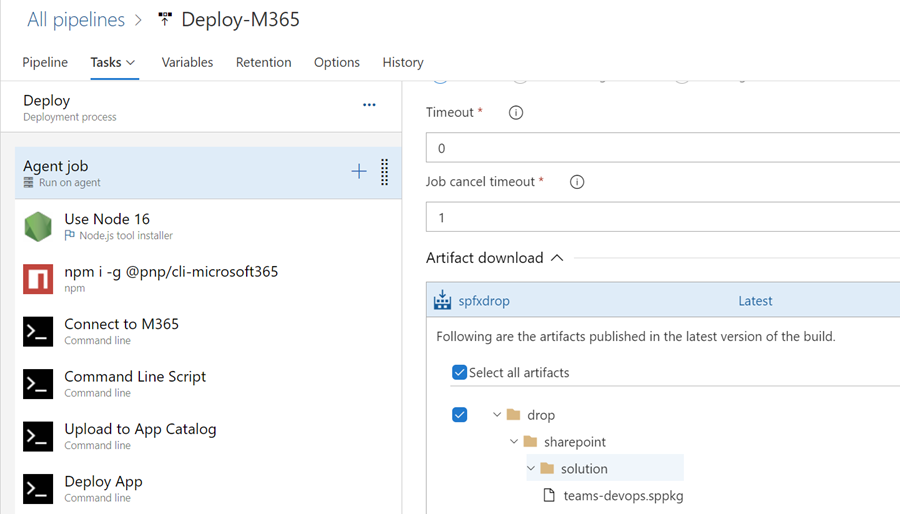 All pipelines > Deploy-M365
Pipeline Tasks Variables Retention Options History
Deploy
Deployment process
Agent job
Run on agent
Use Node 16
Node.js tool installer
npm i -g @pnp/cli-microsoft365
npm
Connect to M365
Command line
Command Line Script
Command line
Upload to App Catalog
Command line
Deploy App
Command line
Timeout *
0
Job cancel timeout *
1
Artifact download
spfxdrop Latest
Following are the artifacts published in the latest version of the build.
Select all artifacts
drop
sharepoint
solution
teams-devops.sppkg